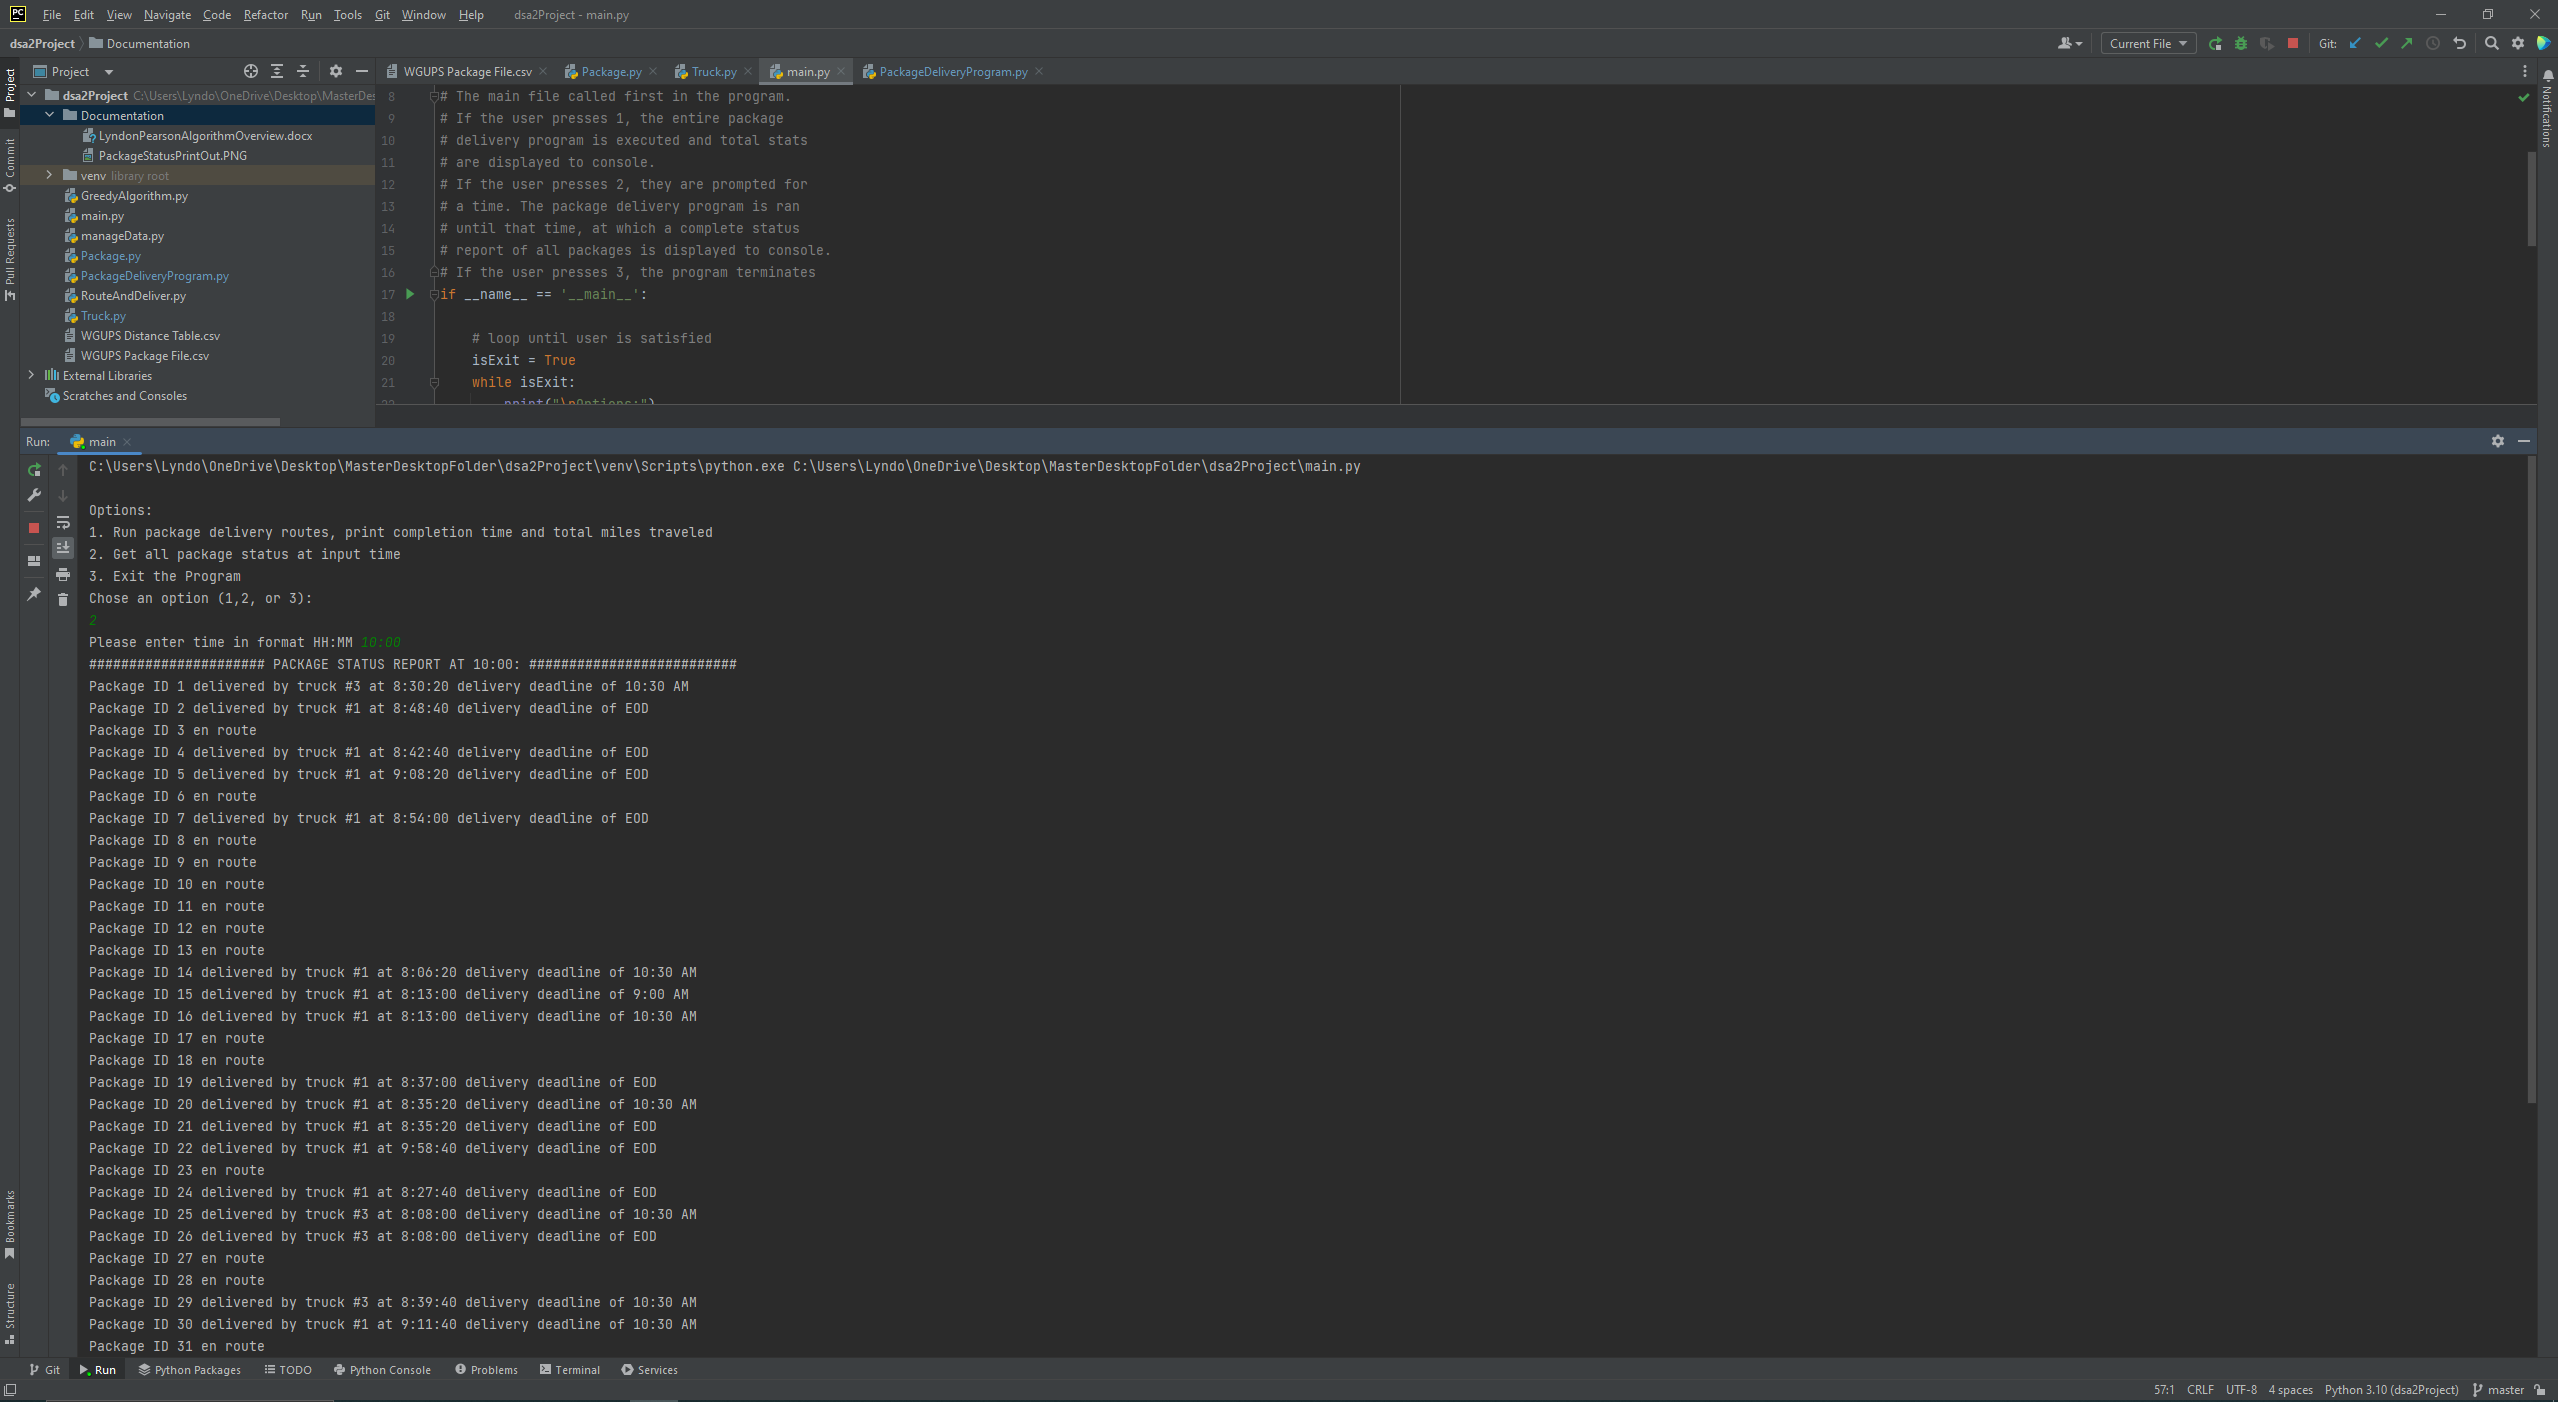 PC File Edit View Navigate Code Refactor Run Tools Git Window Help dsa2Project - main.py
dsa2Project Documentation
Current File Git:
Project
WGUPS Package File.csv Package.py Truck.py main.py PackageDeliveryProgram.py
dsa2Project C:\Users\Lyndo\OneDrive\Desktop\MasterDes
Documentation
LyndonPearsonAlgorithmOverview.docx
PackageStatusPrintOut.PNG
venv library root
GreedyAlgorithm.py
main.py
manageData.py
Package.py
PackageDeliveryProgram.py
RouteAndDeliver.py
Truck.py
WGUPS Distance Table.csv
WGUPS Package File.csv
External Libraries
Scratches and Consoles
Project
Commit
Pull Requests
Bookmarks
Structure
Notifications
8 # The main file called first in the program.
9 # If the user presses 1, the entire package
10 # delivery program is executed and total stats
11 # are displayed to console.
12 # If the user presses 2, they are prompted for
13 # a time. The package delivery program is ran
14 # until that time, at which a complete status
15 # report of all packages is displayed to console.
16 # If the user presses 3, the program terminates
17 if __name__ == '__main__':
18
19 # loop until user is satisfied
20 isExit = True
21 while isExit:
22 print("\nOptions:")
Run: main
C:\Users\Lyndo\OneDrive\Desktop\MasterDesktopFolder\dsa2Project\venv\Scripts\python.exe C:\Users\Lyndo\OneDrive\Desktop\MasterDesktopFolder\dsa2Project\main.py
Options:
1. Run package delivery routes, print completion time and total miles traveled
2. Get all package status at input time
3. Exit the Program
Chose an option (1,2, or 3):
2
Please enter time in format HH:MM 10:00
###################### PACKAGE STATUS REPORT AT 10:00: ##########################
Package ID 1 delivered by truck #3 at 8:30:20 delivery deadline of 10:30 AM
Package ID 2 delivered by truck #1 at 8:48:40 delivery deadline of EOD
Package ID 3 en route
Package ID 4 delivered by truck #1 at 8:42:40 delivery deadline of EOD
Package ID 5 delivered by truck #1 at 9:08:20 delivery deadline of EOD
Package ID 6 en route
Package ID 7 delivered by truck #1 at 8:54:00 delivery deadline of EOD
Package ID 8 en route
Package ID 9 en route
Package ID 10 en route
Package ID 11 en route
Package ID 12 en route
Package ID 13 en route
Package ID 14 delivered by truck #1 at 8:06:20 delivery deadline of 10:30 AM
Package ID 15 delivered by truck #1 at 8:13:00 delivery deadline of 9:00 AM
Package ID 16 delivered by truck #1 at 8:13:00 delivery deadline of 10:30 AM
Package ID 17 en route
Package ID 18 en route
Package ID 19 delivered by truck #1 at 8:37:00 delivery deadline of EOD
Package ID 20 delivered by truck #1 at 8:35:20 delivery deadline of 10:30 AM
Package ID 21 delivered by truck #1 at 8:35:20 delivery deadline of EOD
Package ID 22 delivered by truck #1 at 9:58:40 delivery deadline of EOD
Package ID 23 en route
Package ID 24 delivered by truck #1 at 8:27:40 delivery deadline of EOD
Package ID 25 delivered by truck #3 at 8:08:00 delivery deadline of 10:30 AM
Package ID 26 delivered by truck #3 at 8:08:00 delivery deadline of EOD
Package ID 27 en route
Package ID 28 en route
Package ID 29 delivered by truck #3 at 8:39:40 delivery deadline of 10:30 AM
Package ID 30 delivered by truck #1 at 9:11:40 delivery deadline of 10:30 AM
Package ID 31 en route
Git Run Python Packages TODO Python Console Problems Terminal Services
57:1 CRLF UTF-8 4 spaces Python 3.10 (dsa2Project) master